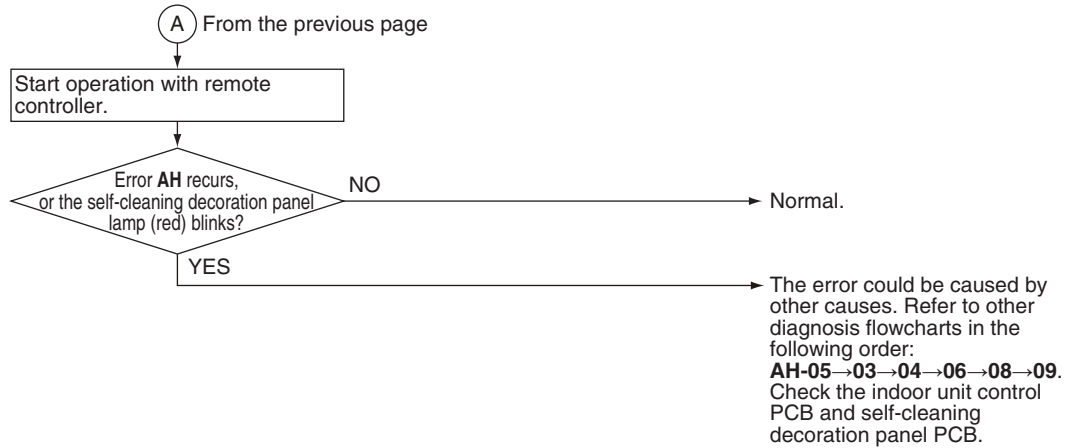 A From the previous page
Start operation with remote
controller.
Error AH recurs,
or the self-cleaning decoration panel
lamp (red) blinks?
NO
Normal.
YES
The error could be caused by
other causes. Refer to other
diagnosis flowcharts in the
following order:
AH-05→03→04→06→08→09.
Check the indoor unit control
PCB and self-cleaning
decoration panel PCB.